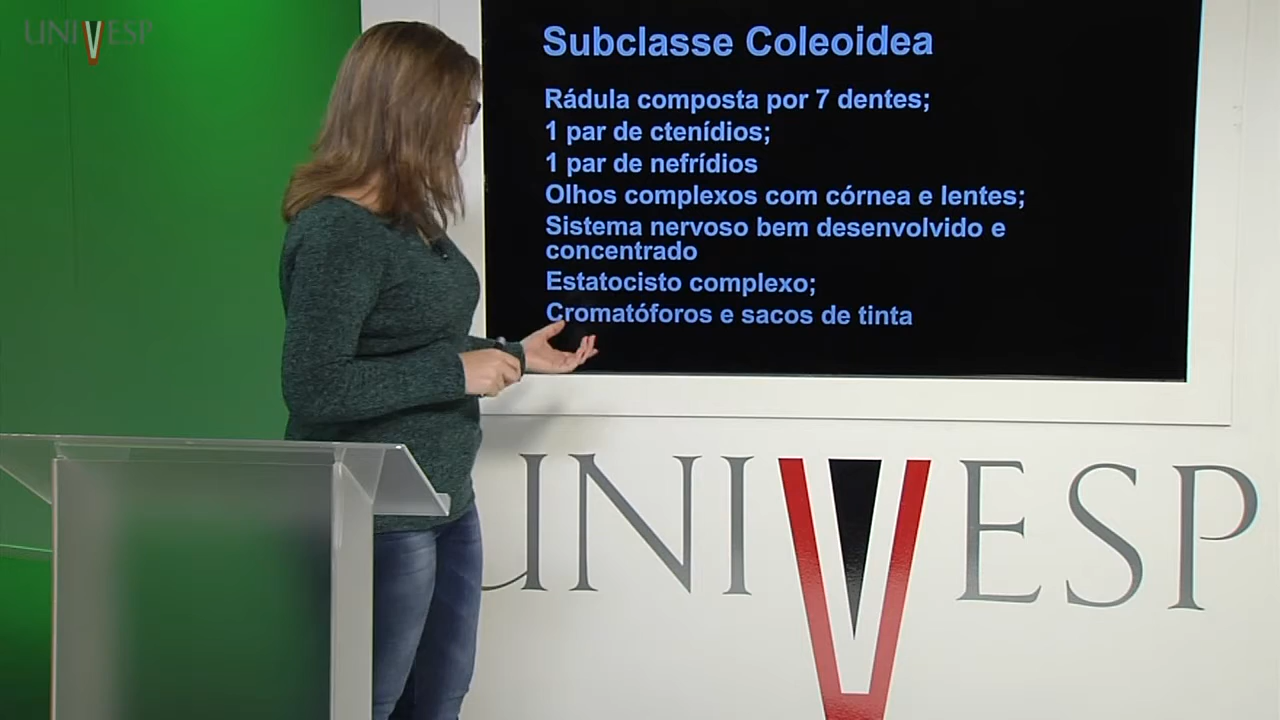 UNIVESP
Subclasse Coleoidea
Rádula composta por 7 dentes;
1 par de ctenídios;
1 par de nefrídios
Olhos complexos com córnea e lentes;
Sistema nervoso bem desenvolvido e
concentrado
Estatocisto complexo;
Cromatóforos e sacos de tinta
UNIVESP